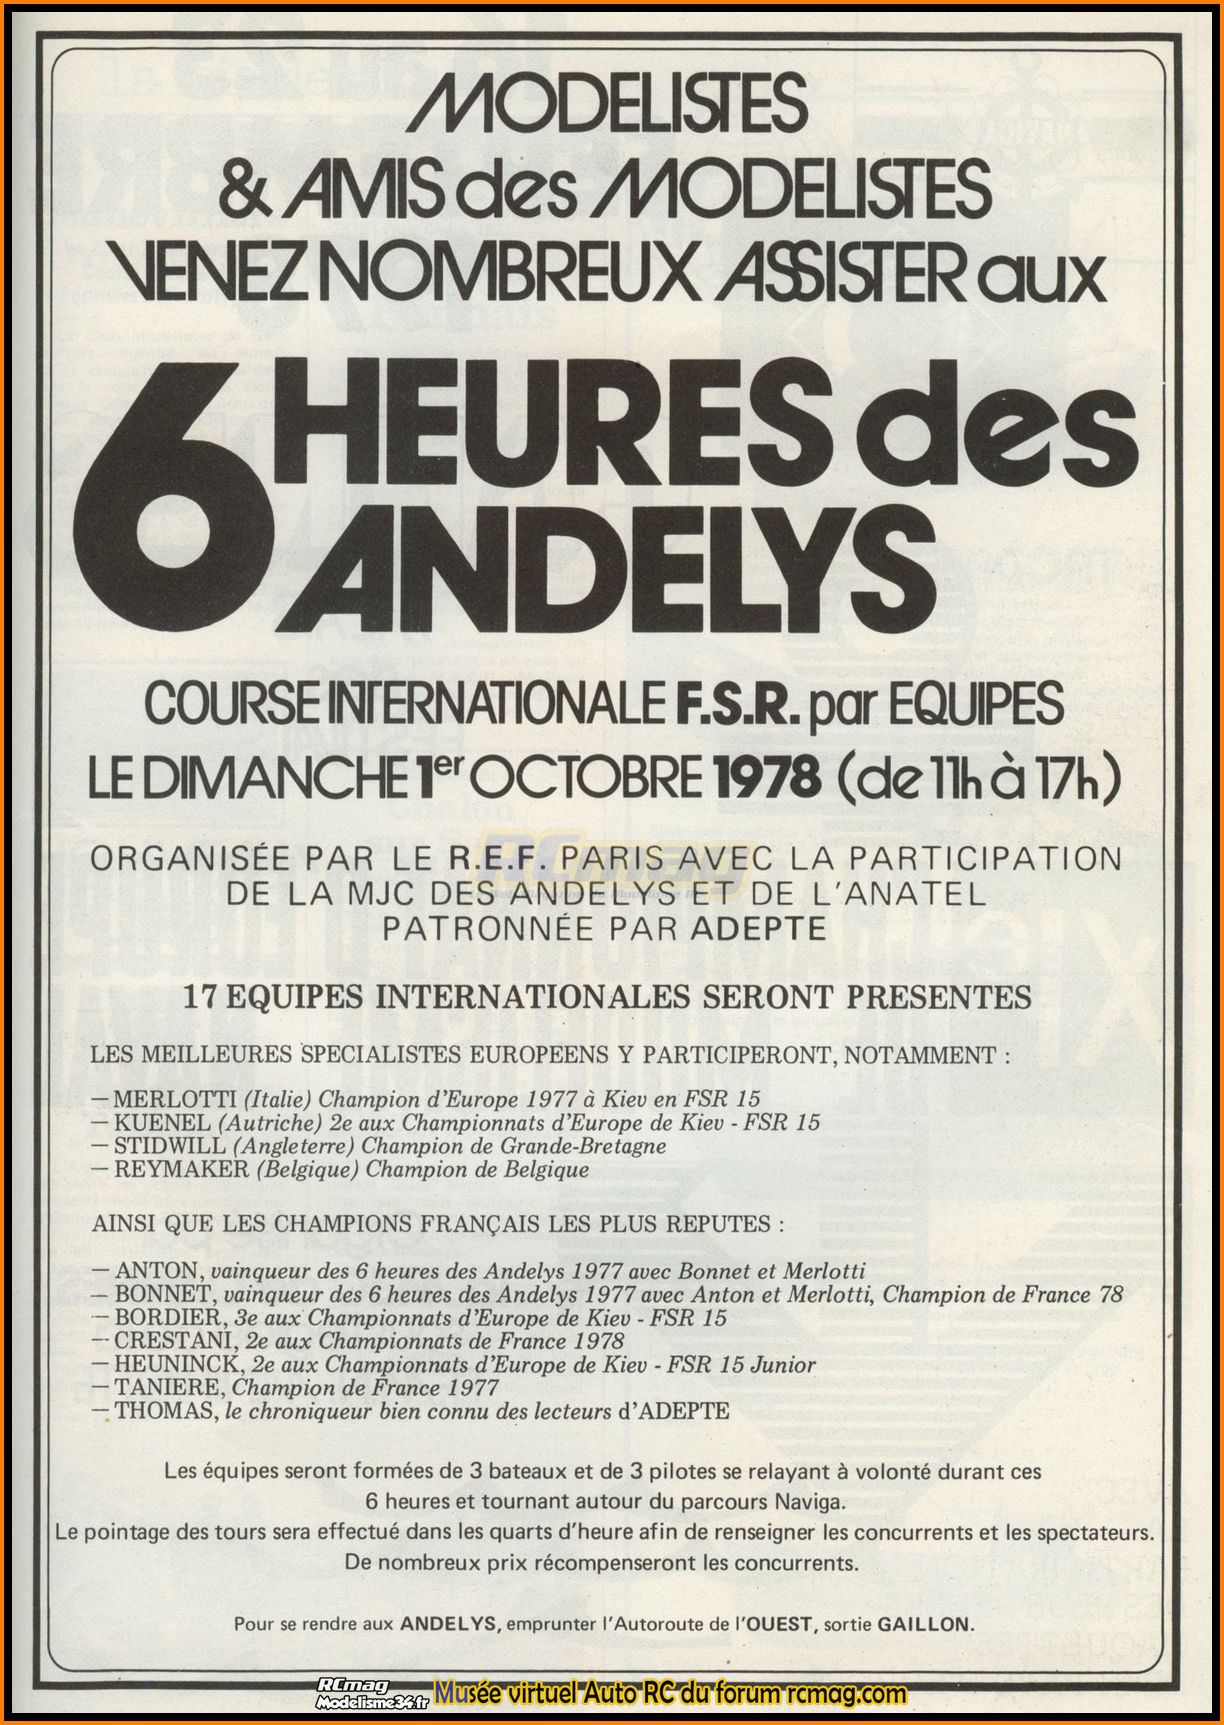 MODELISTES
& AMIS des MODELISTES
VENEZ NOMBREUX ASSISTER aux
6 HEURES des
ANDELYS
COURSE INTERNATIONALE F.S.R. par EQUIPES
LE DIMANCHE 1er OCTOBRE 1978 (de 11h à 17h)
ORGANISÉE PAR LE R.E.F. PARIS AVEC LA PARTICIPATION
DE LA MJC DES ANDELYS ET DE L'ANATEL
PATRONNÉE PAR ADEPTE
RCmag
17 EQUIPES INTERNATIONALES SERONT PRESENTES
LES MEILLEURES SPECIALISTES EUROPEENS Y PARTICIPERONT, NOTAMMENT :
— MERLOTTI (Italie) Champion d'Europe 1977 à Kiev en FSR 15
— KUENEL (Autriche) 2e aux Championnats d'Europe de Kiev - FSR 15
— STIDWILL (Angleterre) Champion de Grande-Bretagne
— REYMAKER (Belgique) Champion de Belgique
AINSI QUE LES CHAMPIONS FRANÇAIS LES PLUS REPUTES :
— ANTON, vainqueur des 6 heures des Andelys 1977 avec Bonnet et Merlotti
— BONNET, vainqueur des 6 heures des Andelys 1977 avec Anton et Merlotti, Champion de France 78
— BORDIER, 3e aux Championnats d'Europe de Kiev - FSR 15
— CRESTANI, 2e aux Championnats de France 1978
— HEUNINCK, 2e aux Championnats d'Europe de Kiev - FSR 15 Junior
— TANIERE, Champion de France 1977
— THOMAS, le chroniqueur bien connu des lecteurs d'ADEPTE
Les équipes seront formées de 3 bateaux et de 3 pilotes se relayant à volonté durant ces
6 heures et tournant autour du parcours Naviga.
Le pointage des tours sera effectué dans les quarts d'heure afin de renseigner les concurrents et les spectateurs.
De nombreux prix récompenseront les concurrents.
Pour se rendre aux ANDELYS, emprunter l'Autoroute de l'OUEST, sortie GAILLON.
RCmag
Modelisme34.fr Musée virtuel Auto RC du forum rcmag.com